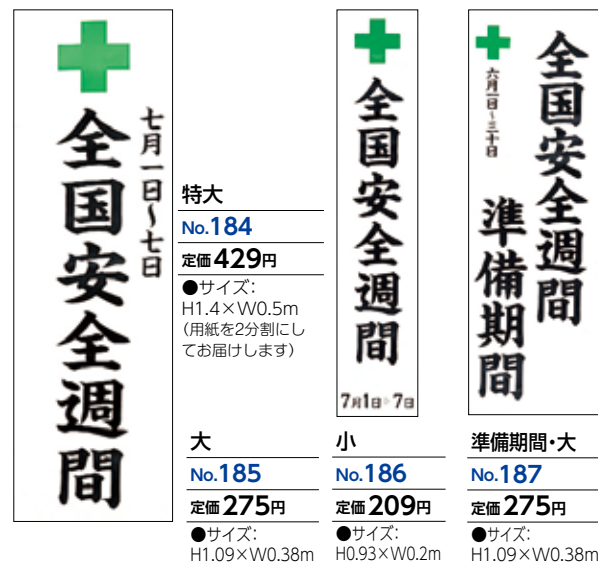 七月一日〜七日
全国安全週間
特大
No.184
定価429円
●サイズ：
H1.4×W0.5m
(用紙を2分割にし
てお届けします)
大
No.185
定価275円
●サイズ：
H1.09×W0.38m
全国安全週間
7月1日▷7日
小
No.186
定価209円
●サイズ：
H0.93×W0.2m
全国安全週間
準備期間
六月一日〜三十日
準備期間・大
No.187
定価275円
●サイズ：
H1.09×W0.38m